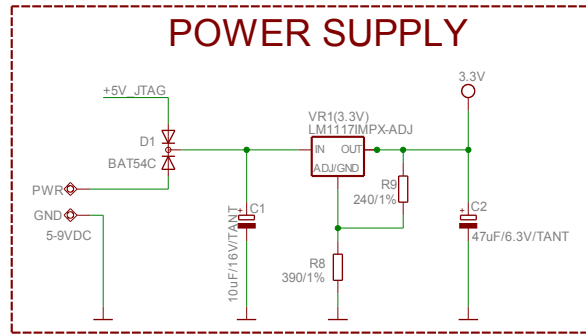 POWER SUPPLY
+5V_JTAG
3.3V
VR1(3.3V)
LM1117IMPX-ADJ
D1
BAT54C
IN OUT
ADJ/GND
PWR
GND
5-9VDC
C1
10uF/16V/TANT
R9
240/1%
C2
47uF/6.3V/TANT
R8
390/1%